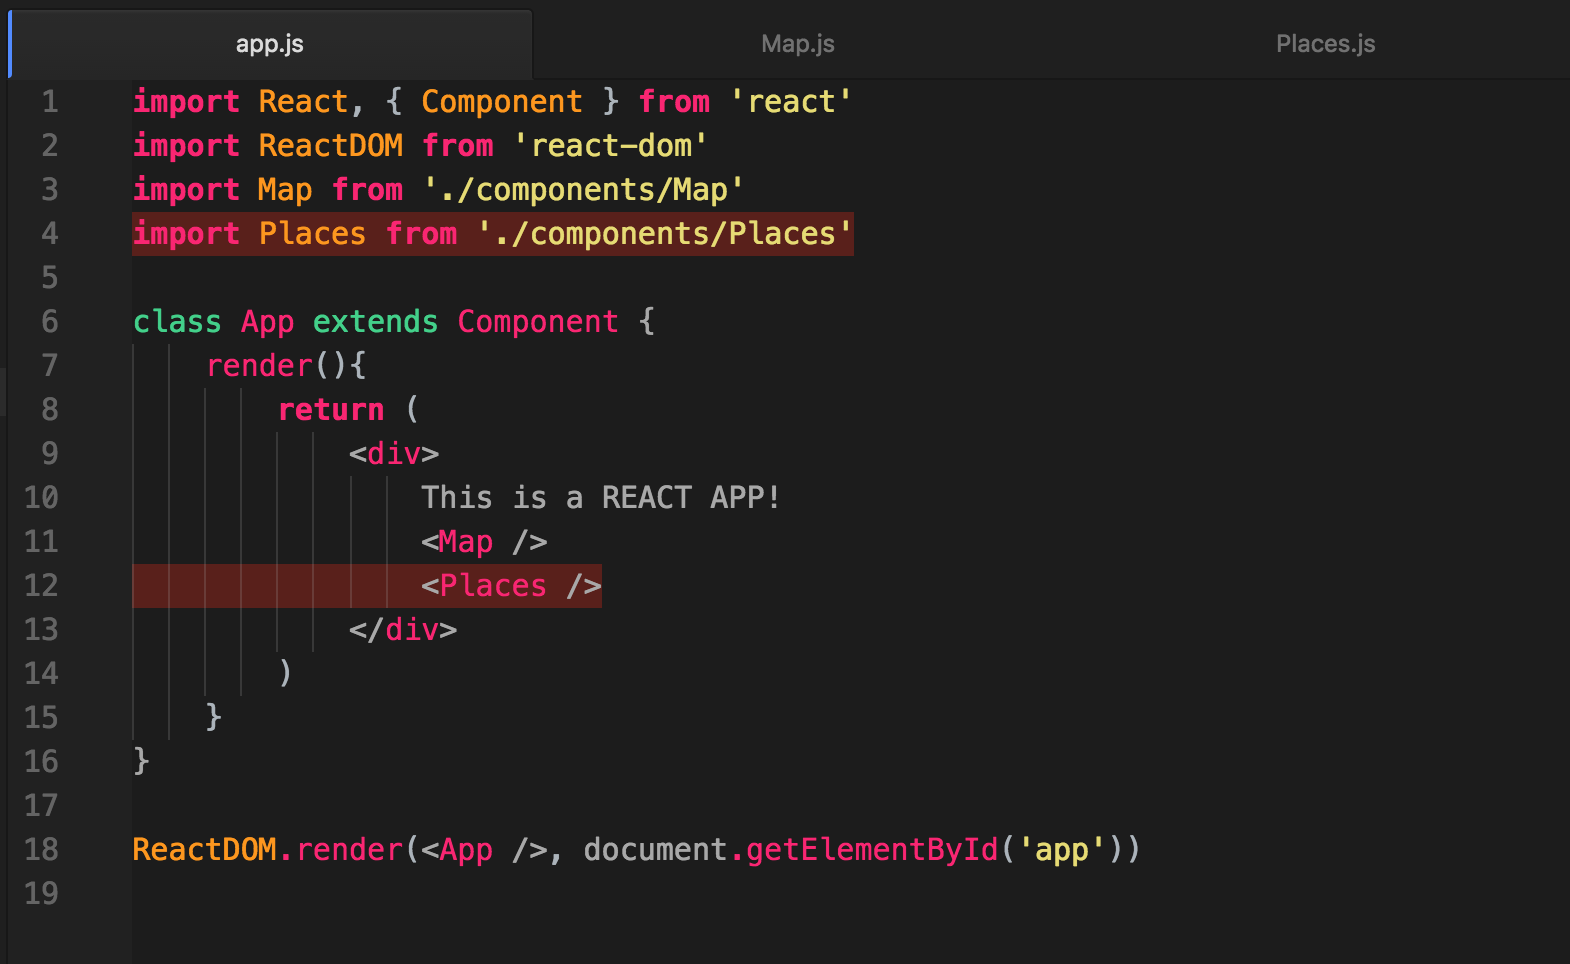 app.js Map.js Places.js
1 import React, { Component } from 'react'
2 import ReactDOM from 'react-dom'
3 import Map from './components/Map'
4 import Places from './components/Places'
5
6 class App extends Component {
7 render(){
8 return (
9 <div>
10 This is a REACT APP!
11 <Map />
12 <Places />
13 </div>
14 )
15 }
16 }
17
18 ReactDOM.render(<App />, document.getElementById('app'))
19